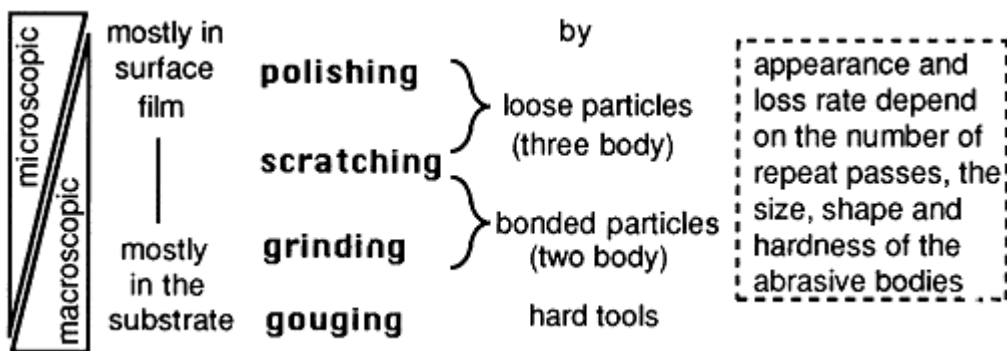 microscopic
macroscopic
mostly in
surface
film
mostly
in the
substrate
polishing
scratching
grinding
gouging
by
loose particles
(three body)
bonded particles
(two body)
hard tools
appearance and
loss rate depend
on the number of
repeat passes, the
size, shape and
hardness of the
abrasive bodies